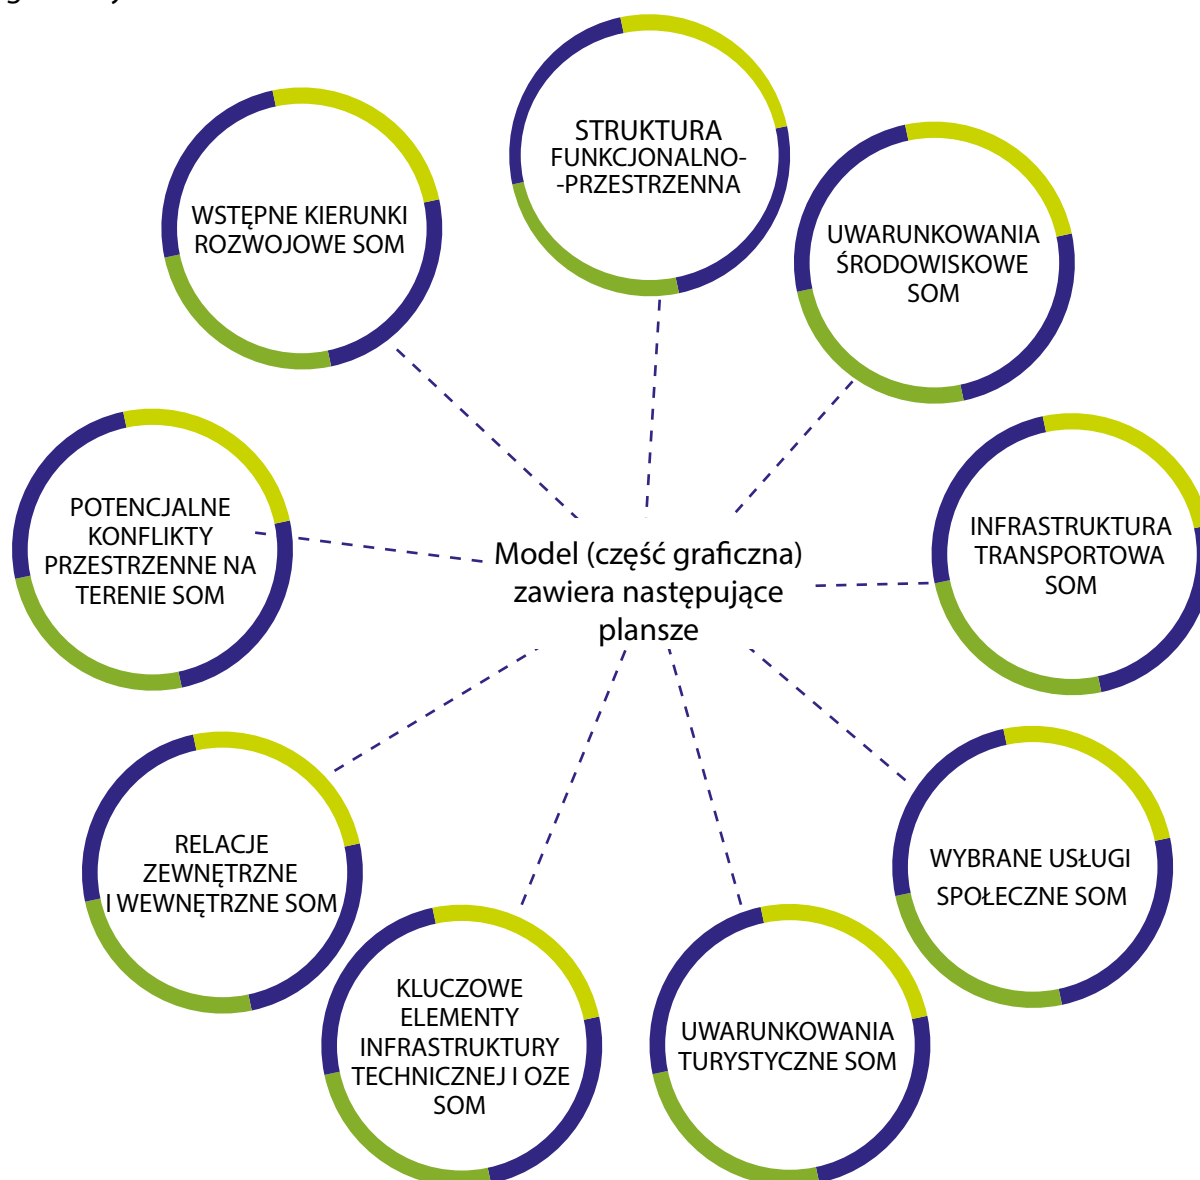 STRUKTURA
FUNKCJONALNO-
-PRZESTRZENNA
WSTĘPNE KIERUNKI
ROZWOJOWE SOM
UWARUNKOWANIA
ŚRODOWISKOWE
SOM
POTENCJALNE
KONFLIKTY
PRZESTRZENNE NA
TERENIE SOM
INFRASTRUKTURA
TRANSPORTOWA
SOM
Model (część graficzna)
zawiera następujące
plansze
RELACJE
ZEWNĘTRZNE
I WEWNĘTRZNE SOM
WYBRANE USŁUGI
SPOŁECZNE SOM
KLUCZOWE
ELEMENTY
INFRASTRUKTURY
TECHNICZNEJ I OZE
SOM
UWARUNKOWANIA
TURYSTYCZNE SOM